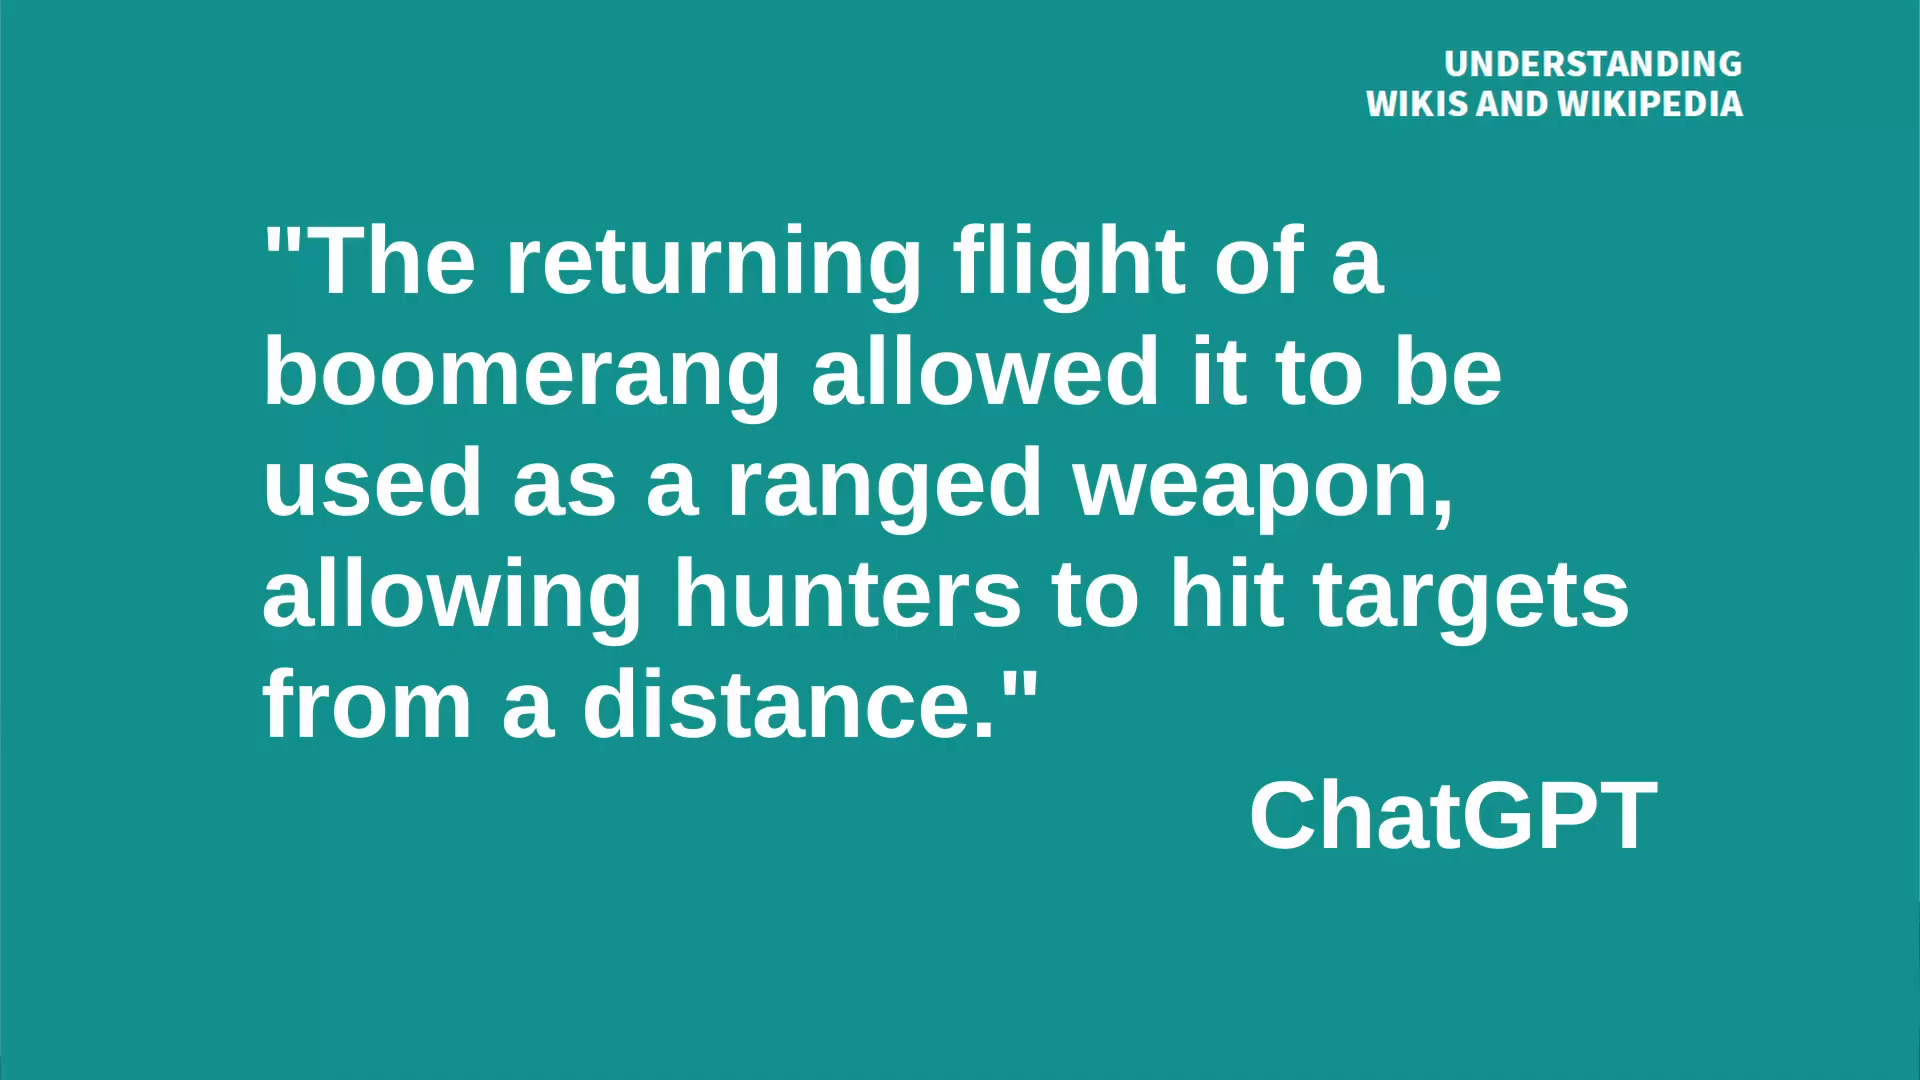 UNDERSTANDING
WIKIS AND WIKIPEDIA
"The returning flight of a
boomerang allowed it to be
used as a ranged weapon,
allowing hunters to hit targets
from a distance."
ChatGPT